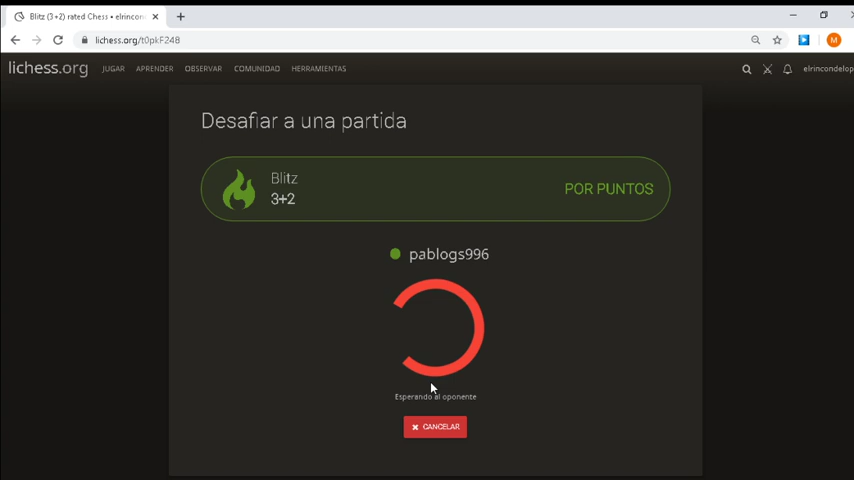 Blitz (3+2) rated Chess • elrincon
lichess.org/t0pkF248
M
lichess.org JUGAR APRENDER OBSERVAR COMUNIDAD HERRAMIENTAS elrincondelop
Desafiar a una partida
Blitz
3+2
POR PUNTOS
pablogs996
Esperando al oponente
CANCELAR